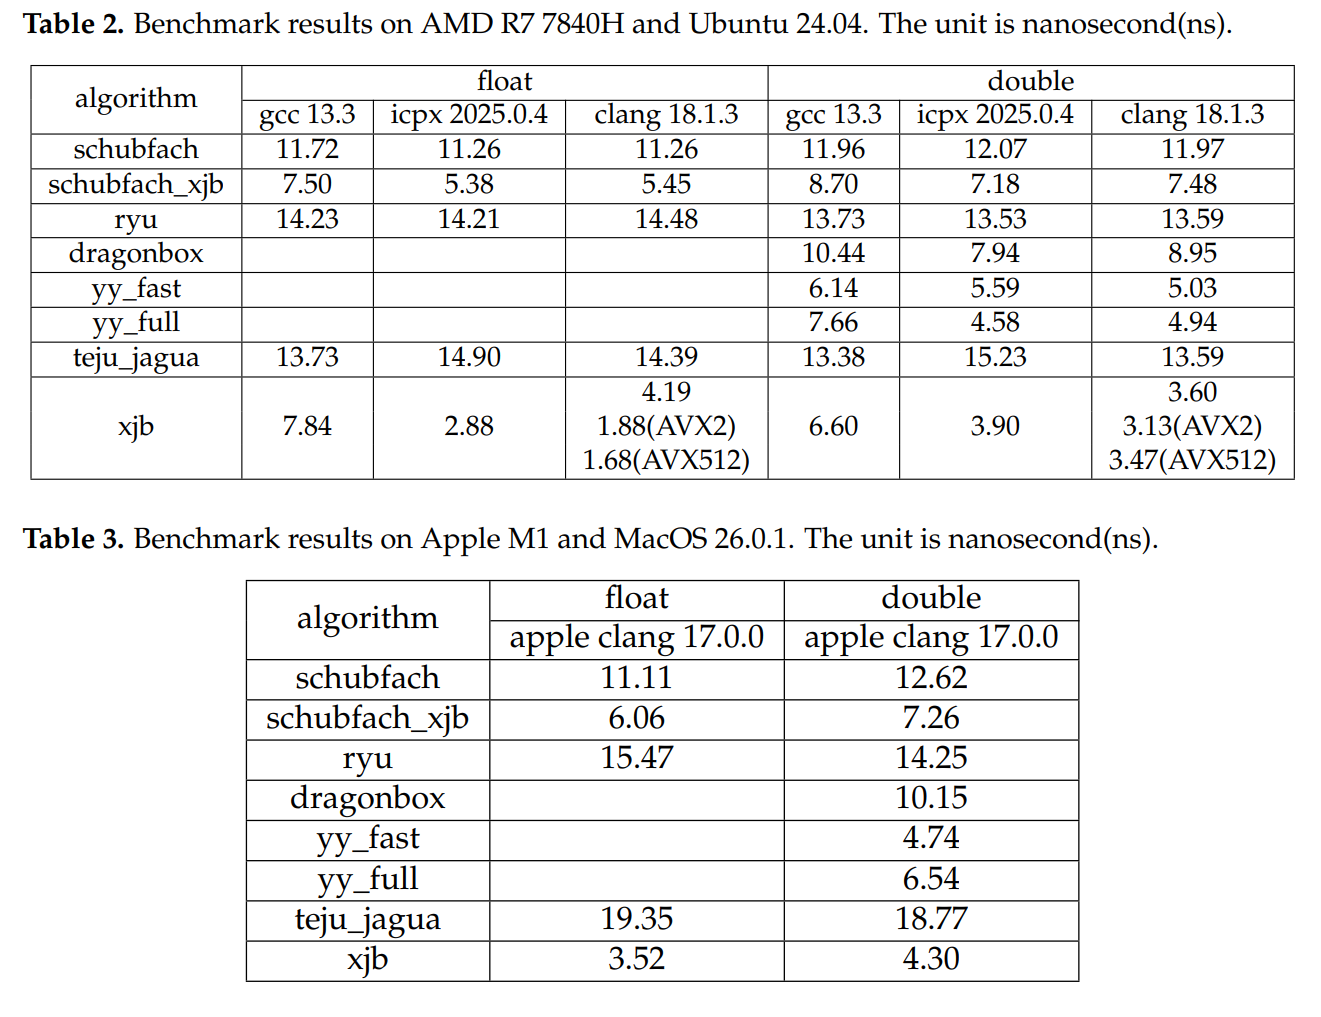 Table 2. Benchmark results on AMD R7 7840H and Ubuntu 24.04. The unit is nanosecond(ns).
algorithm float double
gcc 13.3 icpx 2025.0.4 clang 18.1.3 gcc 13.3 icpx 2025.0.4 clang 18.1.3
schubfach 11.72 11.26 11.26 11.96 12.07 11.97
schubfach_xjb 7.50 5.38 5.45 8.70 7.18 7.48
ryu 14.23 14.21 14.48 13.73 13.53 13.59
dragonbox 10.44 7.94 8.95
yy_fast 6.14 5.59 5.03
yy_full 7.66 4.58 4.94
teju_jagua 13.73 14.90 14.39 13.38 15.23 13.59
4.19 3.60
xjb 7.84 2.88 1.88(AVX2) 6.60 3.90 3.13(AVX2)
1.68(AVX512) 3.47(AVX512)
Table 3. Benchmark results on Apple M1 and MacOS 26.0.1. The unit is nanosecond(ns).
algorithm float double
apple clang 17.0.0 apple clang 17.0.0
schubfach 11.11 12.62
schubfach_xjb 6.06 7.26
ryu 15.47 14.25
dragonbox 10.15
yy_fast 4.74
yy_full 6.54
teju_jagua 19.35 18.77
xjb 3.52 4.30